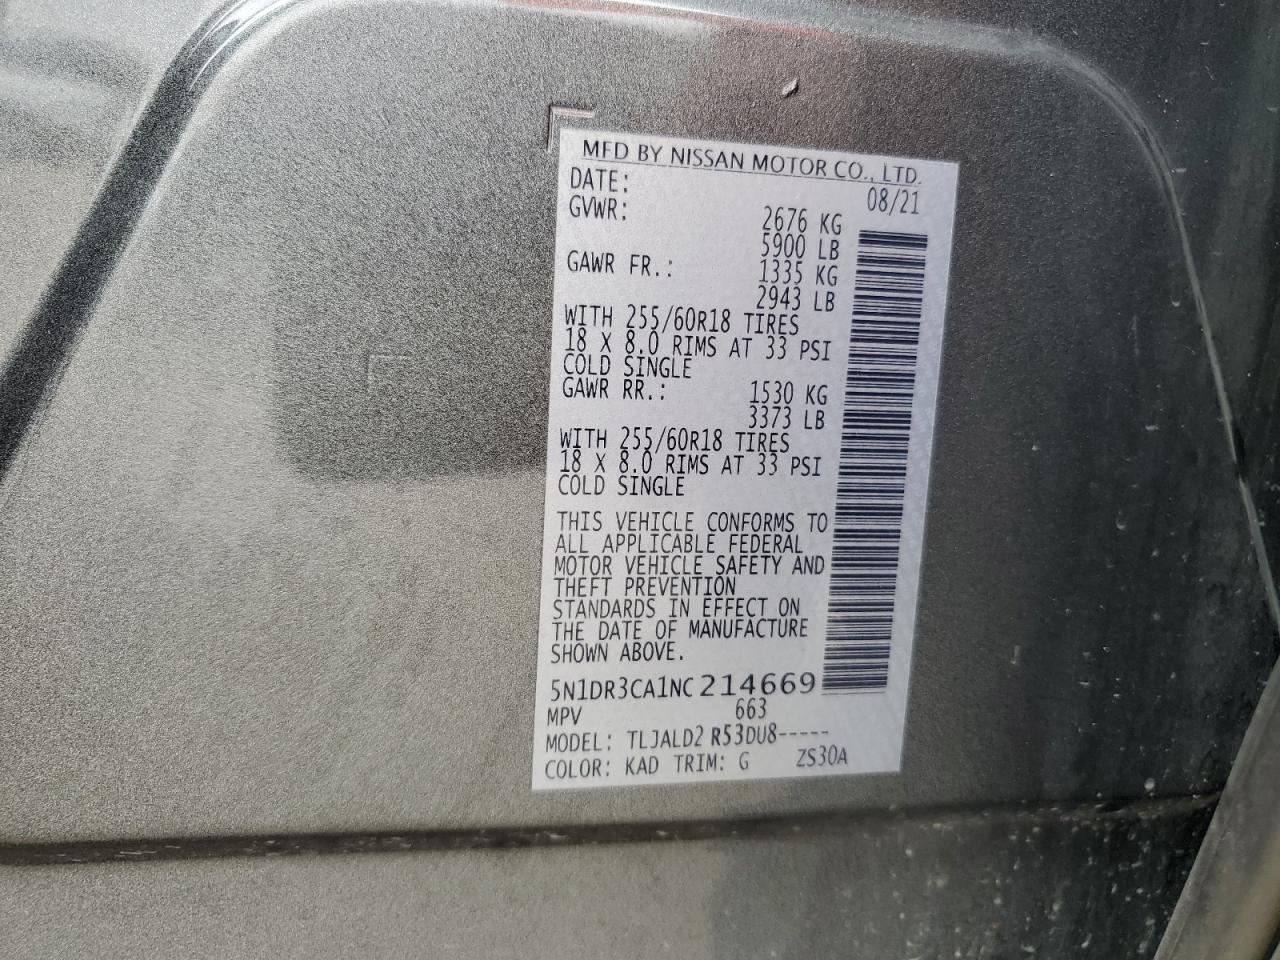 MFD BY NISSAN MOTOR CO., LTD.
DATE: 08/21
GVWR: 2676 KG
5900 LB
GAWR FR.: 1335 KG
2943 LB
WITH 255/60R18 TIRES
18 X 8.0 RIMS AT 33 PSI
COLD SINGLE
GAWR RR.: 1530 KG
3373 LB
WITH 255/60R18 TIRES
18 X 8.0 RIMS AT 33 PSI
COLD SINGLE
THIS VEHICLE CONFORMS TO
ALL APPLICABLE FEDERAL
MOTOR VEHICLE SAFETY AND
THEFT PREVENTION
STANDARDS IN EFFECT ON
THE DATE OF MANUFACTURE
SHOWN ABOVE.
5N1DR3CA1NC214669
MPV 663
MODEL: TLJALD2 R53DU8-----
COLOR: KAD TRIM: G ZS30A